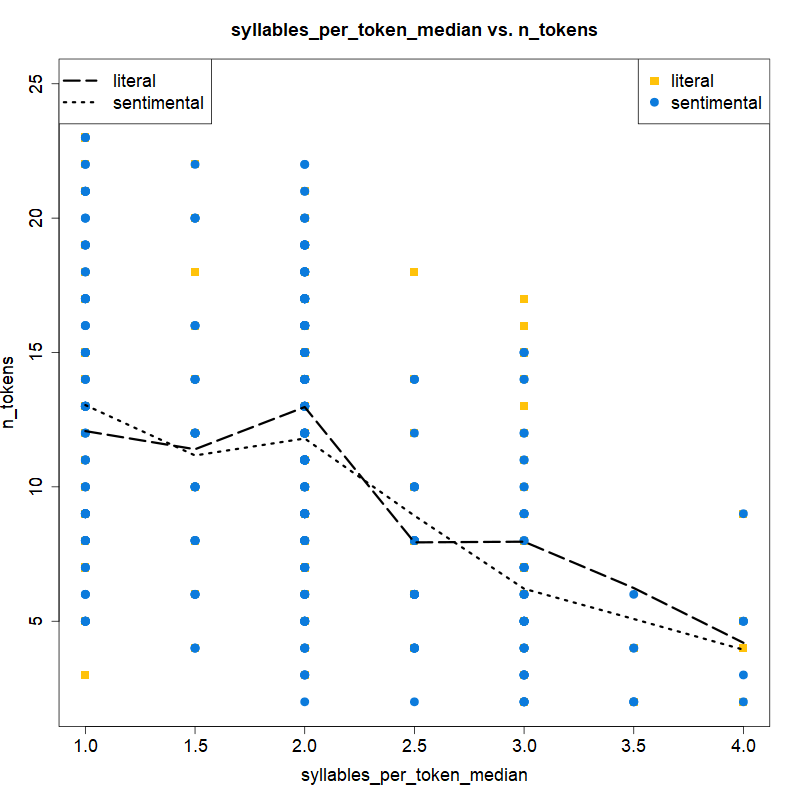 syllables_per_token_median vs. n_tokens
literal
sentimental
literal
sentimental
n_tokens
25
20
15
10
5
1.0 1.5 2.0 2.5 3.0 3.5 4.0
syllables_per_token_median